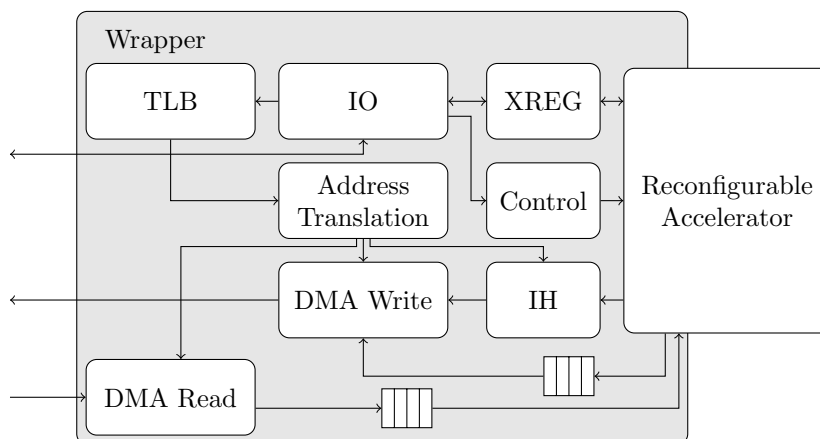 Wrapper
TLB
IO
XREG
Address
Translation
Control
Reconfigurable
Accelerator
DMA Write
IH
DMA Read